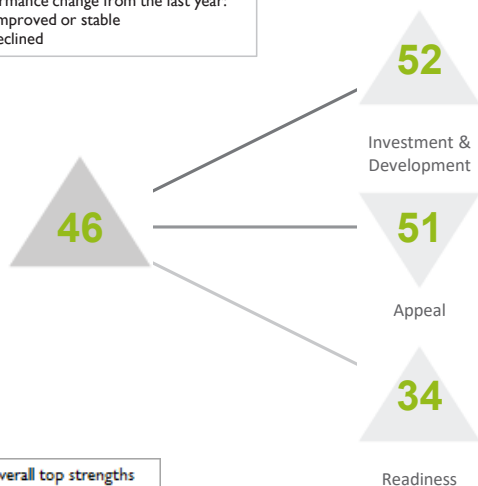 change from the last year:
mproved or stable
eclined
52
Investment &
Development
46
51
Appeal
34
Readiness
verall top strengths